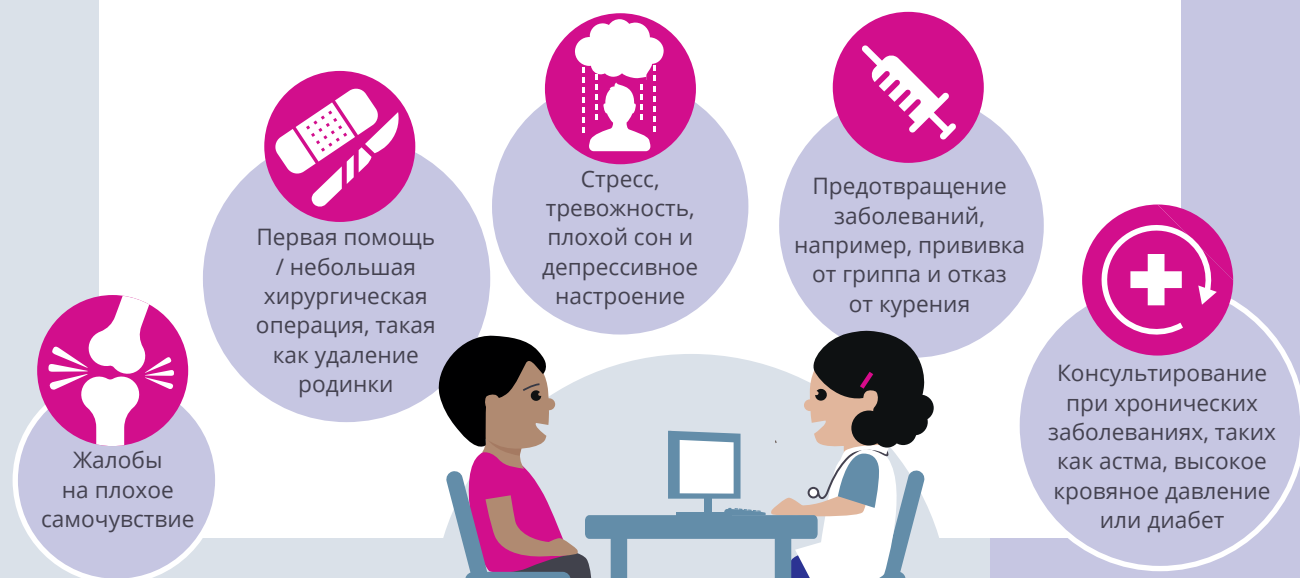 Жалобы
на плохое
самочувствие
Первая помощь
/ небольшая
хирургическая
операция, такая
как удаление
родинки
Стресс,
тревожность,
плохой сон и
депрессивное
настроение
Предотвращение
заболеваний,
например, прививка
от гриппа и отказ
от курения
Консультирование
при хронических
заболеваниях, таких
как астма, высокое
кровяное давление
или диабет